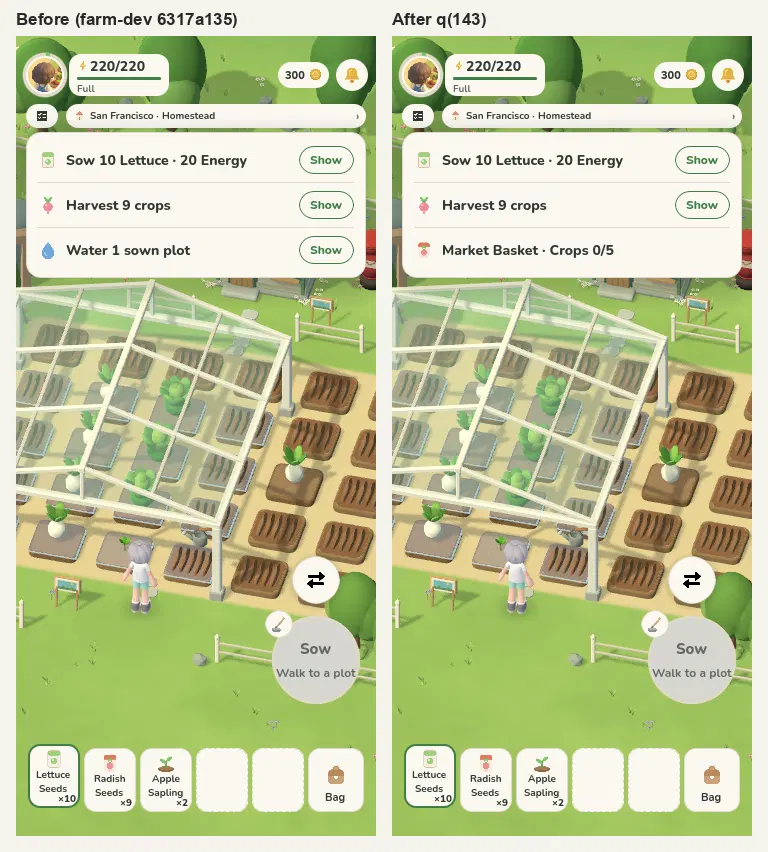 Before (farm-dev 6317a135)
220/220
Full
300
San Francisco · Homestead
Sow 10 Lettuce · 20 Energy
Show
Harvest 9 crops
Show
Water 1 sown plot
Show
Sow
Walk to a plot
Lettuce
Seeds
×10
Radish
Seeds
×9
Apple
Sapling
×2
Bag
After q(143)
220/220
Full
300
San Francisco · Homestead
Sow 10 Lettuce · 20 Energy
Show
Harvest 9 crops
Show
Market Basket · Crops 0/5
Sow
Walk to a plot
Lettuce
Seeds
×10
Radish
Seeds
×9
Apple
Sapling
×2
Bag